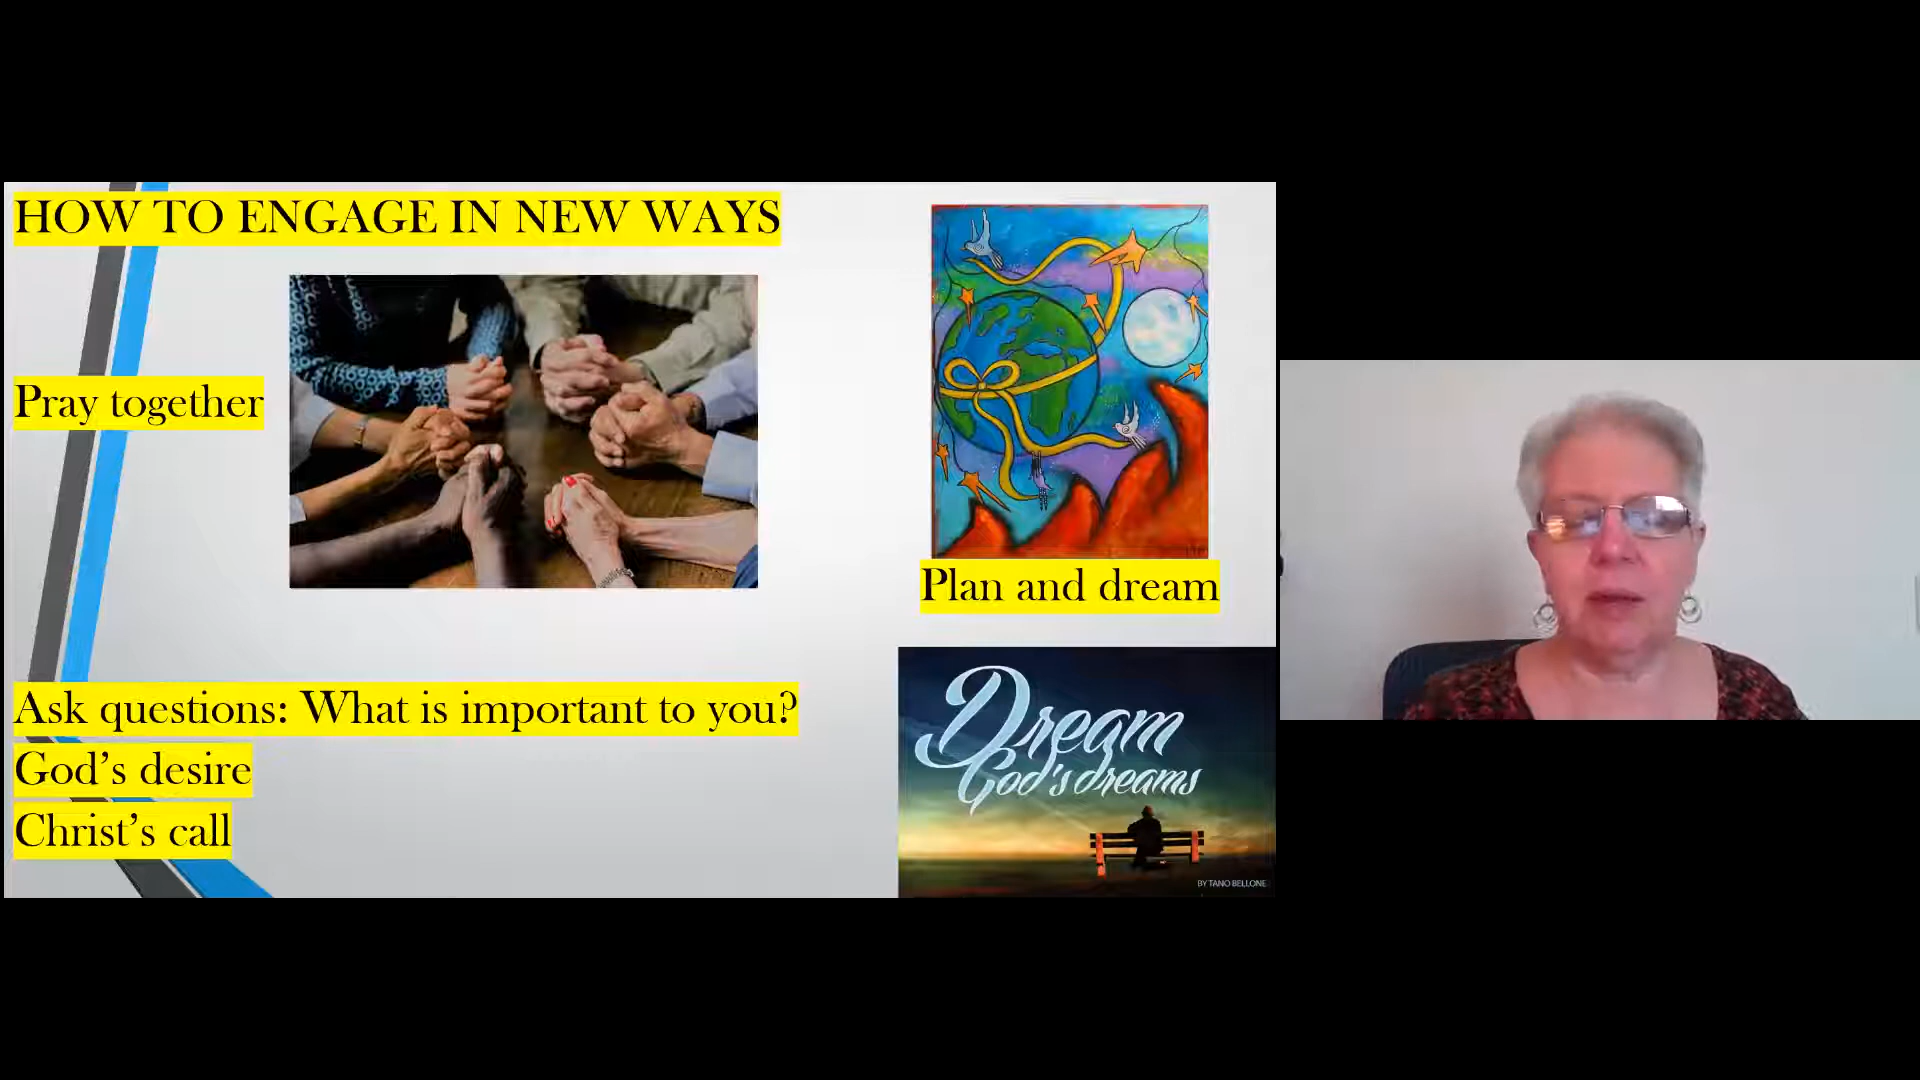 HOW TO ENGAGE IN NEW WAYS
Pray together
Plan and dream
Ask questions: What is important to you?
God's desire
Christ's call
Dream
God's dreams
BY TANO BELLONE